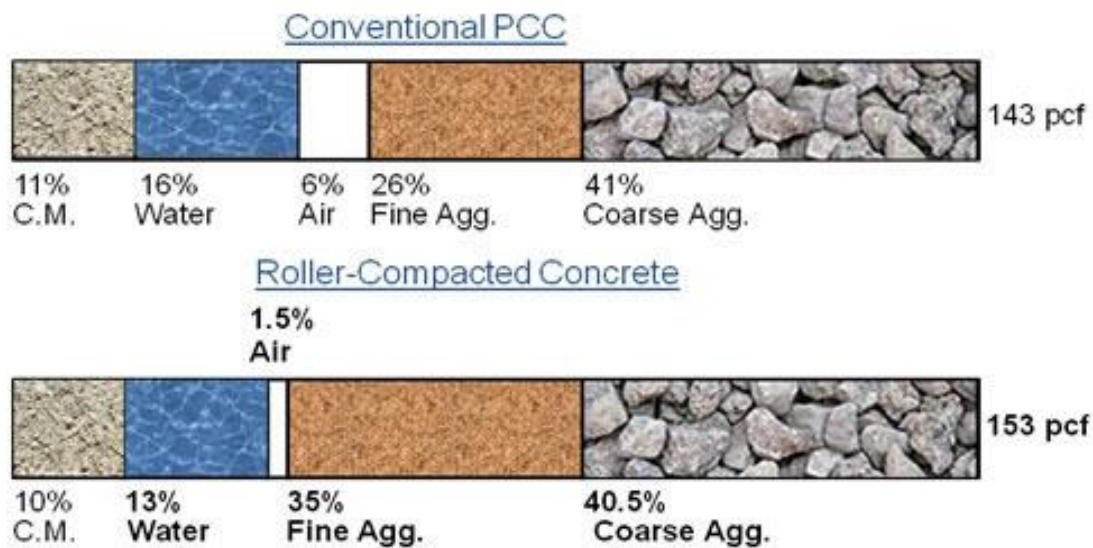 Conventional PCC
143 pcf
11% 16% 6% 26% 41%
C.M. Water Air Fine Agg. Coarse Agg.
Roller-Compacted Concrete
1.5%
Air
153 pcf
10% 13% 35% 40.5%
C.M. Water Fine Agg. Coarse Agg.